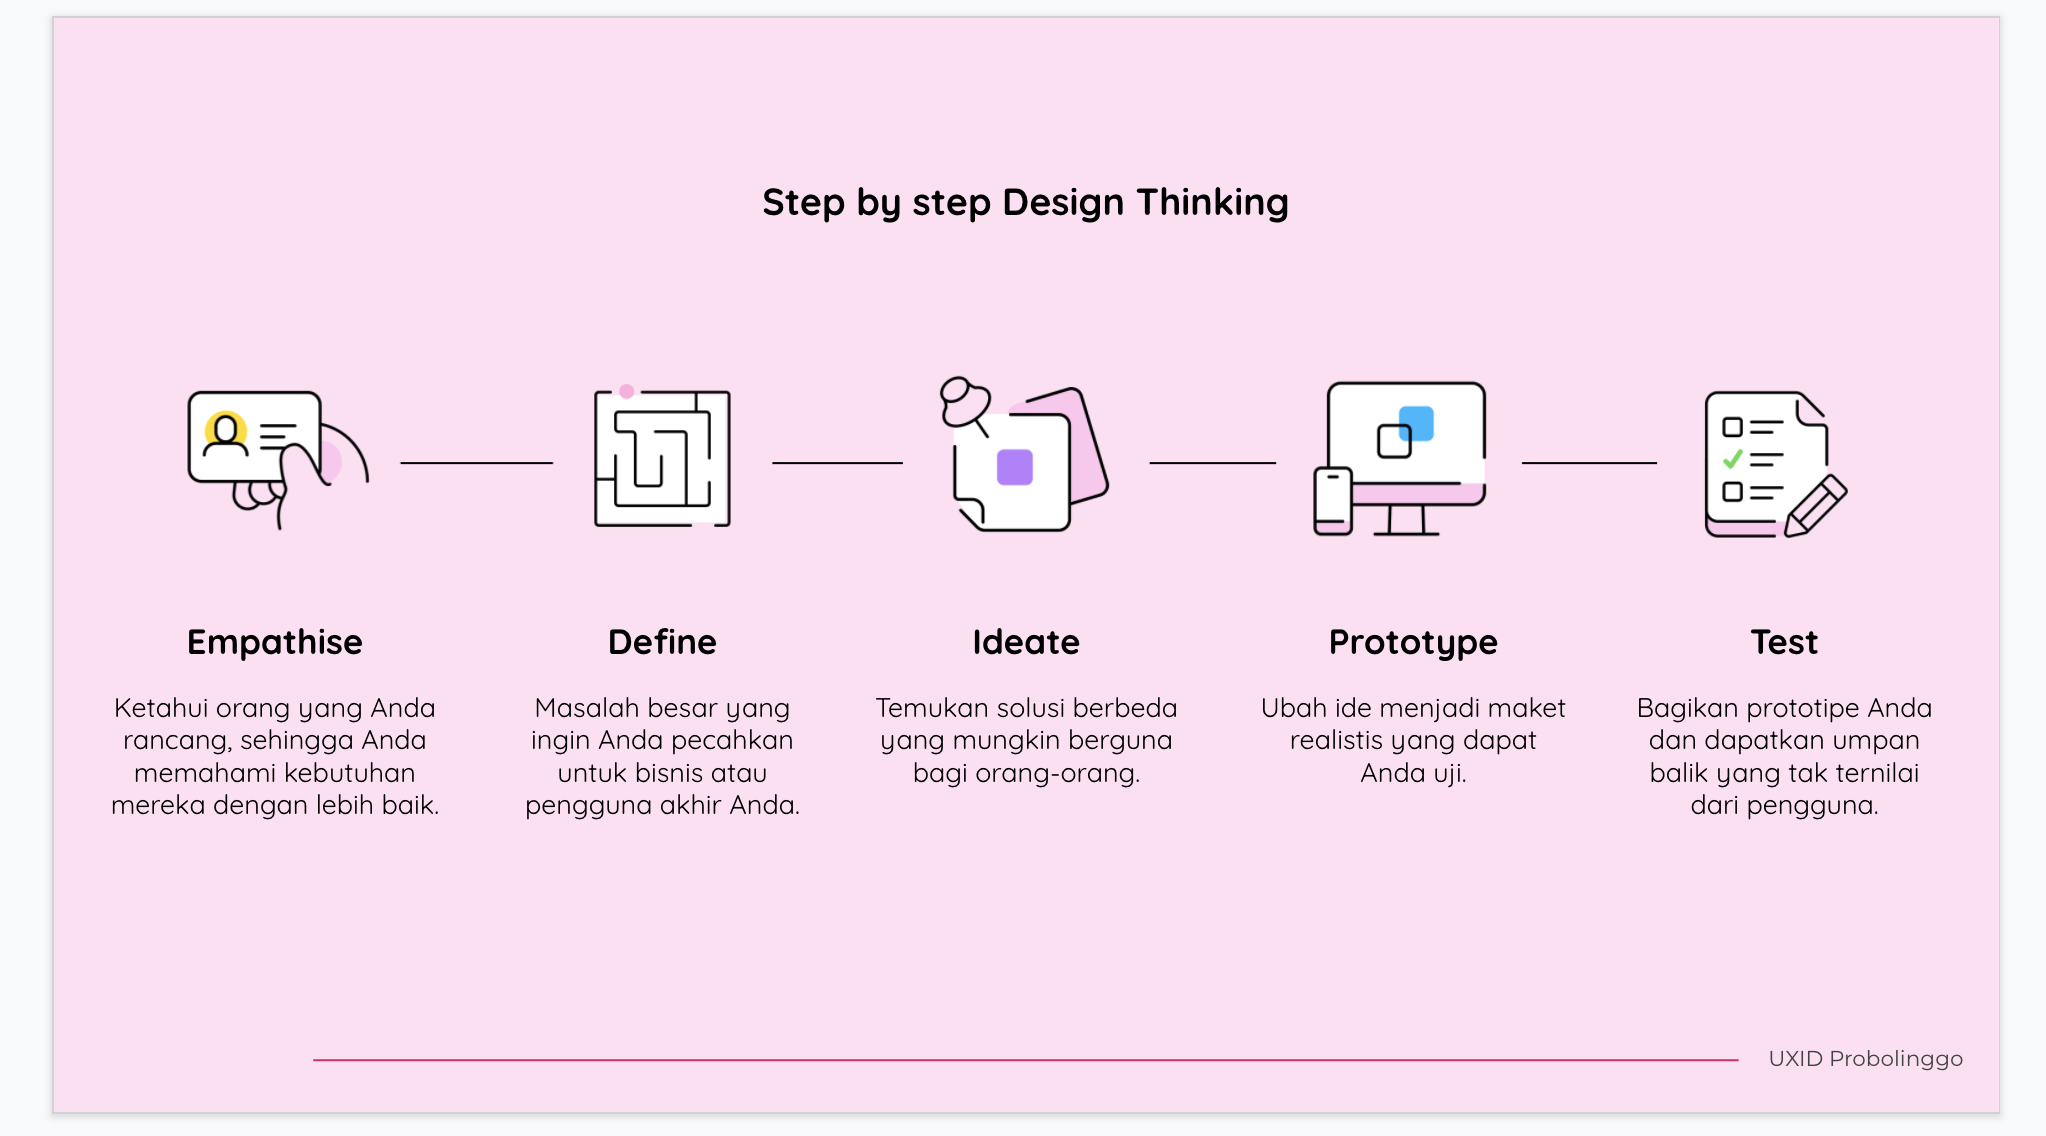 Step by step Design Thinking
Empathise
Ketahui orang yang Anda
rancang, sehingga Anda
memahami kebutuhan
mereka dengan lebih baik.
Define
Masalah besar yang
ingin Anda pecahkan
untuk bisnis atau
pengguna akhir Anda.
Ideate
Temukan solusi berbeda
yang mungkin berguna
bagi orang-orang.
Prototype
Ubah ide menjadi maket
realistis yang dapat
Anda uji.
Test
Bagikan prototipe Anda
dan dapatkan umpan
balik yang tak ternilai
dari pengguna.
UXID Probolinggo